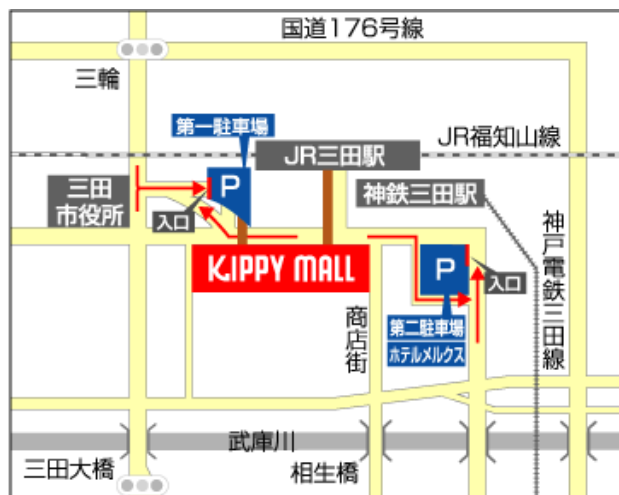 国道176号線
三輪
第一駐車場
JR福知山線
P
JR三田駅
三田
市役所
入口
神鉄三田駅
神戸電鉄三田線
KIPPY MALL
P
入口
商店街
第二駐車場
ホテルメルクス
武庫川
三田大橋
相生橋